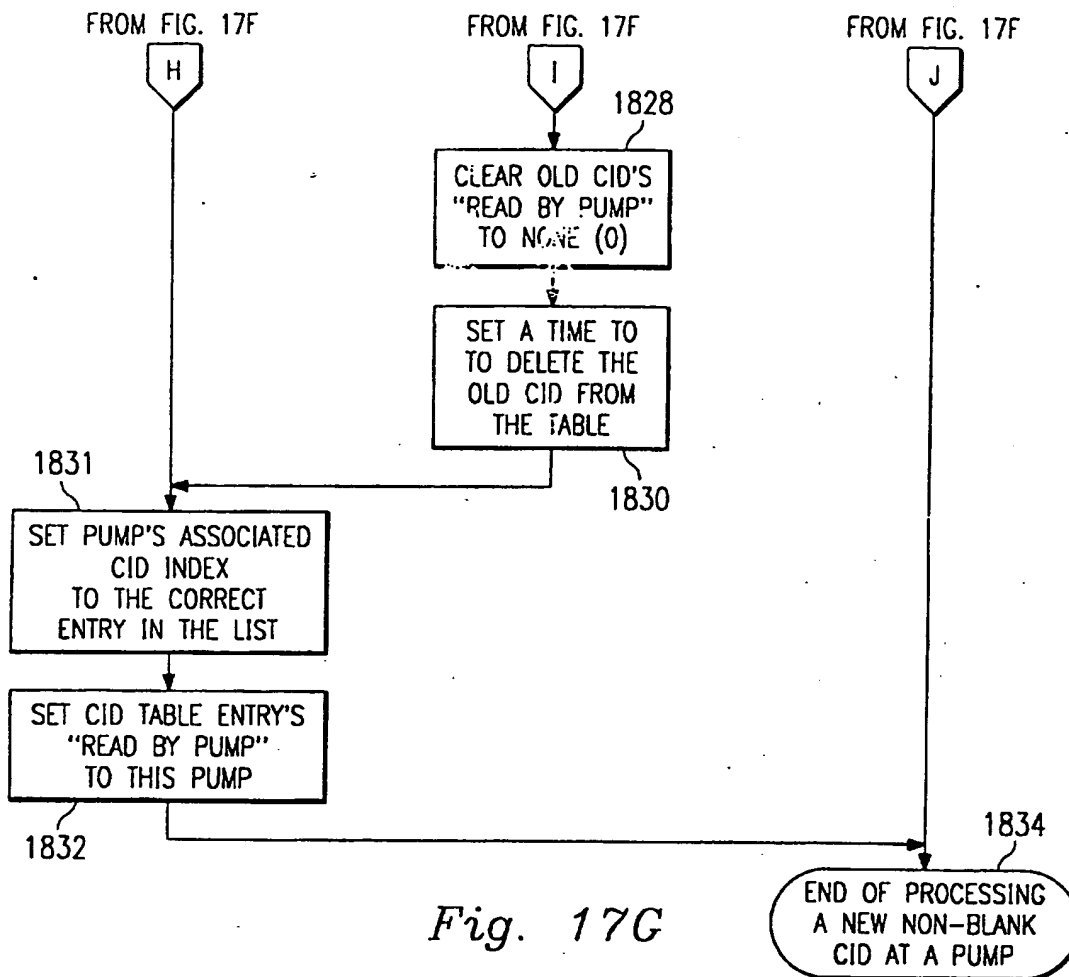 FROM FIG. 17F
FROM FIG. 17F
FROM FIG. 17F
H
I
J
1828
CLEAR OLD CID'S
"READ BY PUMP"
TO NONE (0)
SET A TIME TO
TO DELETE THE
OLD CID FROM
THE TABLE
1830
1831
SET PUMP'S ASSOCIATED
CID INDEX
TO THE CORRECT
ENTRY IN THE LIST
SET CID TABLE ENTRY'S
"READ BY PUMP"
TO THIS PUMP
1832
1834
END OF PROCESSING
A NEW NON-BLANK
CID AT A PUMP
Fig. 17G